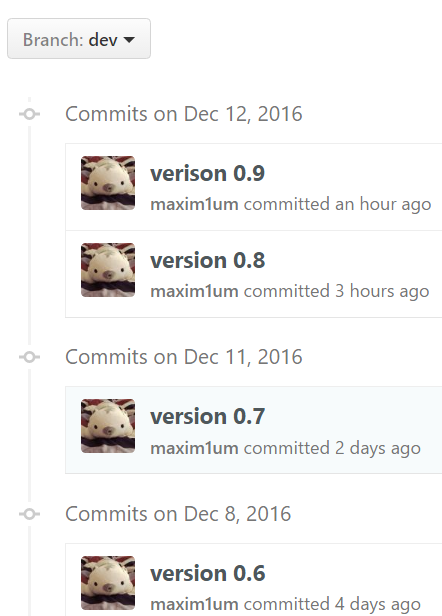 Branch: dev
Commits on Dec 12, 2016
verison 0.9
maxim1um committed an hour ago
version 0.8
maxim1um committed 3 hours ago
Commits on Dec 11, 2016
version 0.7
maxim1um committed 2 days ago
Commits on Dec 8, 2016
version 0.6
maxim1um committed 4 days ago